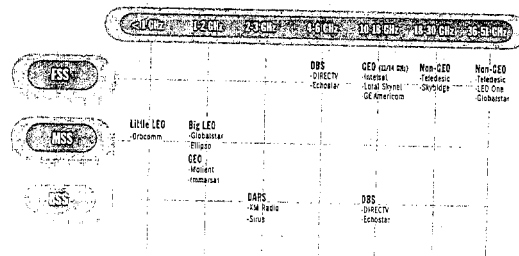 <1 GHz 1-2 GHz 2-3 GHz 4-6 GHz 10-18 GHz 18-30 GHz 36-51 GHz
FSS
DBS
-DIRECTV
-Echostar
GEO (11/14 GHz)
-Intelsat
-Loral Skynet
-GE Americom
Non-GEO
-Teledesic
-Skybridge
Non-GEO
-Teledesic
-LEO One
-Globalstar
MSS
Little LEO
-Orbcomm
Big LEO
-Globalstar
-Ellipso
GEO
-Motient
-Inmarsat
DARS
-XM Radio
-Sirius
DBS
-DIRECTV
-Echostar